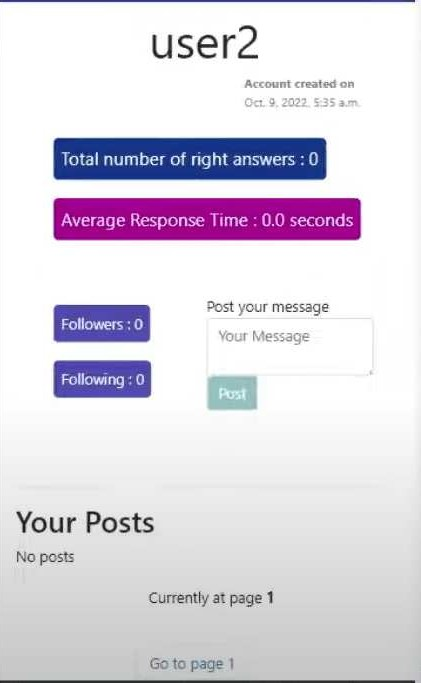 user2
Account created on
Oct. 9, 2022, 5:35 a.m.
Total number of right answers : 0
Average Response Time : 0.0 seconds
Followers : 0
Following : 0
Post your message
Your Message
Post
Your Posts
No posts
Currently at page 1
Go to page 1